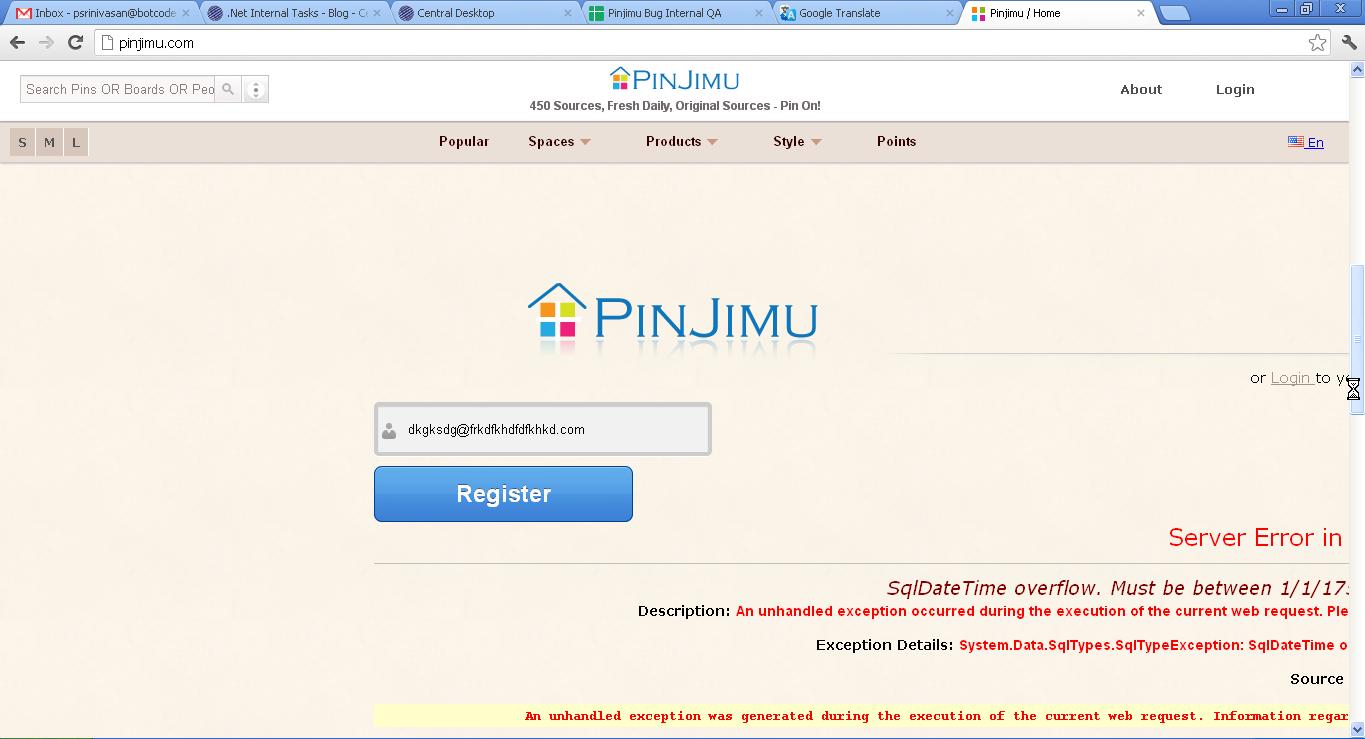 Inbox - psrinivasan@botcode
.Net Internal Tasks - Blog - Ce
Central Desktop
Pinjimu Bug Internal QA
Google Translate
Pinjimu / Home
pinjimu.com
Search Pins OR Boards OR Peo
PINJIMU
450 Sources, Fresh Daily, Original Sources - Pin On!
About
Login
S M L
Popular
Spaces
Products
Style
Points
En
PINJIMU
or Login to ye
dkgksdg@frkdfkhdfdfkhkd.com
Register
Server Error in
SqlDateTime overflow. Must be between 1/1/175
Description: An unhandled exception occurred during the execution of the current web request. Ple
Exception Details: System.Data.SqlTypes.SqlTypeException: SqlDateTime o
Source
An unhandled exception was generated during the execution of the current web request. Information regar